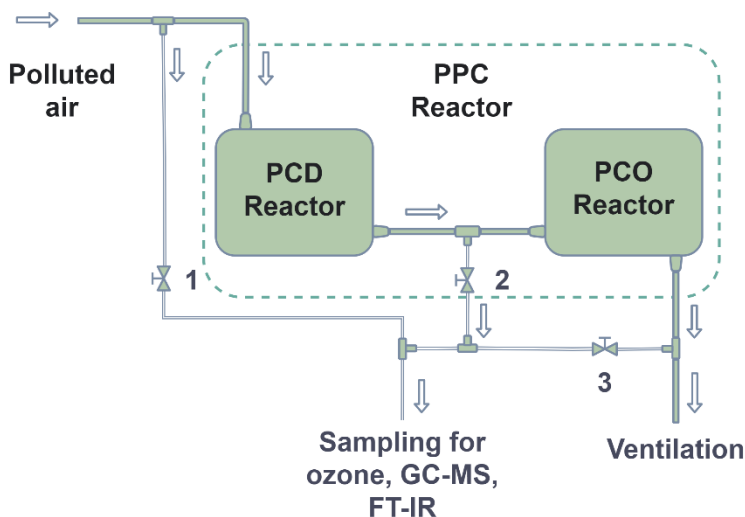 Polluted
air
PPC
Reactor
PCD
Reactor
PCO
Reactor
1
2
3
Sampling for
ozone, GC-MS,
FT-IR
Ventilation